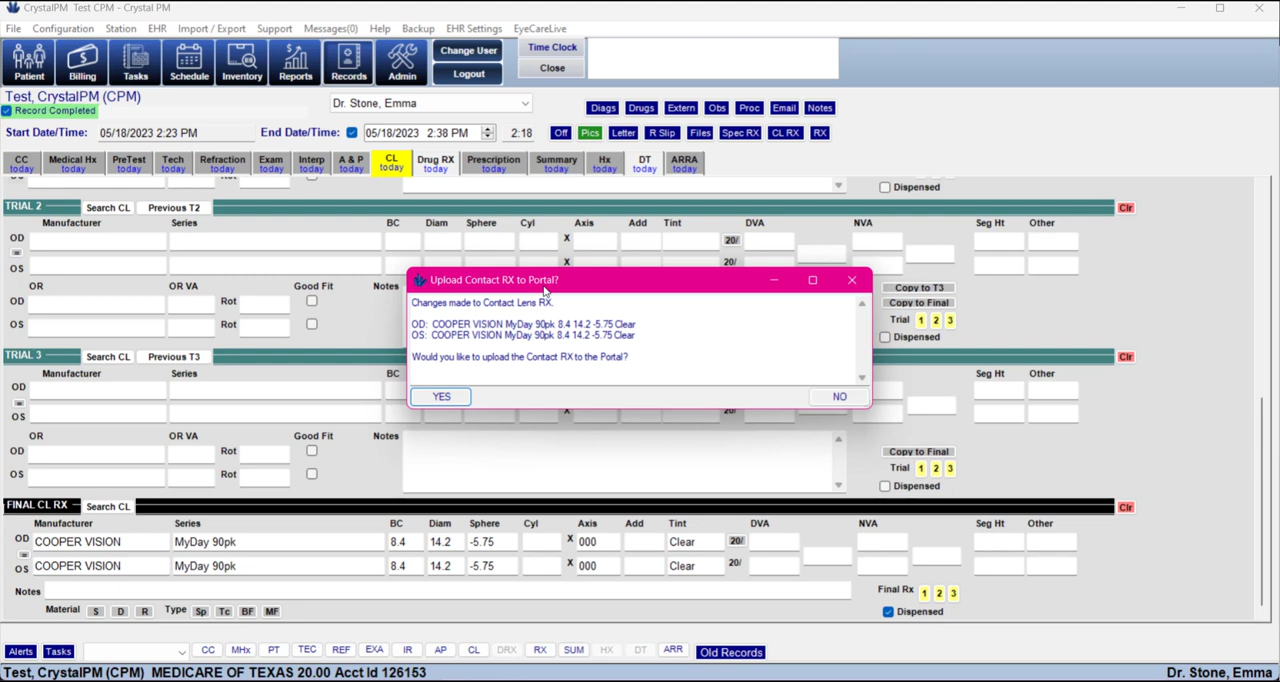 CrystalPM Test CPM - Crystal PM
File Configuration Station EHR Import / Export Support Messages(0) Help Backup EHR Settings EyeCareLive
Patient Billing Tasks Schedule Inventory Reports Records Admin
Change User
Logout
Time Clock
Close
Test, CrystalPM (CPM)
Record Completed
Dr. Stone, Emma
Diags Drugs Extern Obs Proc Email Notes
Start Date/Time: 05/18/2023 2:23 PM End Date/Time: 05/18/2023 2:38 PM 2:18 Off Pics Letter R Slip Files Spec RX CL RX RX
CC Medical Hx PreTest Tech Refraction Exam Interp A & P CL Drug RX Prescription Summary Hx DT ARRA
today today today today today today today today today today today today today today today
Dispensed
TRIAL 2 Search CL Previous T2 Clr
Manufacturer Series BC Diam Sphere Cyl Axis Add Tint DVA NVA Seg Ht Other
OD X 20/
=
OS X 20/
OR OR VA Good Fit Notes
OD Rot
OS Rot
Copy to T3
Copy to Final
Trial 1 2 3
Dispensed
Upload Contact RX to Portal?
Changes made to Contact Lens RX.
OD: COOPER VISION MyDay 90pk 8.4 14.2 -5.75 Clear
OS: COOPER VISION MyDay 90pk 8.4 14.2 -5.75 Clear
Would you like to upload the Contact RX to the Portal?
YES NO
TRIAL 3 Search CL Previous T3 Clr
Manufacturer Series BC Seg Ht Other
OD
=
OS X 20/
OR OR VA Good Fit Notes
OD Rot
OS Rot
Copy to Final
Trial 1 2 3
Dispensed
FINAL CL RX Search CL Clr
Manufacturer Series BC Diam Sphere Cyl Axis Add Tint DVA NVA Seg Ht Other
OD COOPER VISION MyDay 90pk 8.4 14.2 -5.75 X 000 Clear 20/
=
OS COOPER VISION MyDay 90pk 8.4 14.2 -5.75 X 000 Clear 20/
Notes Final Rx 1 2 3
Material S D R Type Sp Tc BF MF Dispensed
Alerts Tasks CC MHx PT TEC REF EXA IR AP CL DRX RX SUM HX DT ARR Old Records
Test, CrystalPM (CPM) MEDICARE OF TEXAS 20.00 Acct Id 126153 Dr. Stone, Emma